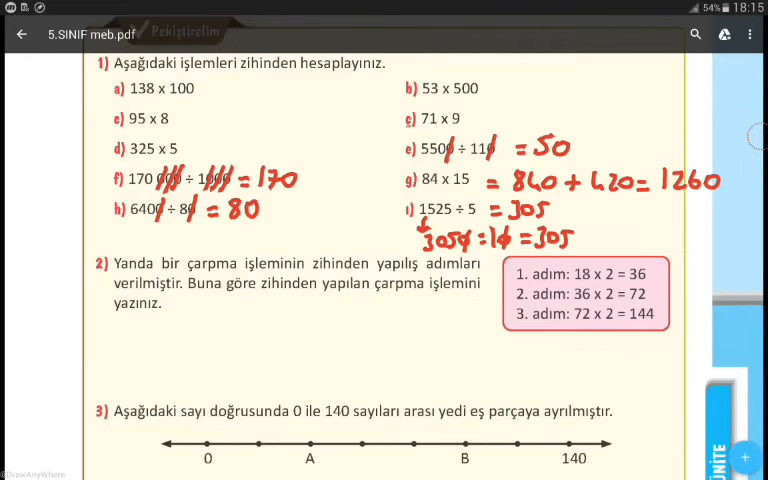 54% 18:15
5.SINIF meb.pdf
Pekiştirelim
1) Aşağıdaki işlemleri zihinden hesaplayınız.
a) 138 x 100 b) 53 x 500
c) 95 x 8 ç) 71 x 9
d) 325 x 5 e) 5500 ÷ 110 = 50
f) 170 000 ÷ 1000 = 170 g) 84 x 15 = 840 + 420 = 1260
h) 6400 ÷ 80 = 80 ı) 1525 ÷ 5 = 305
3050 = 10 = 305
2) Yanda bir çarpma işleminin zihinden yapılış adımları
verilmiştir. Buna göre zihinden yapılan çarpma işlemini
yazınız.
1. adım: 18 x 2 = 36
2. adım: 36 x 2 = 72
3. adım: 72 x 2 = 144
3) Aşağıdaki sayı doğrusunda 0 ile 140 sayıları arası yedi eş parçaya ayrılmıştır.
0 A B 140
ÜNİTE
©DrawAnyWhere